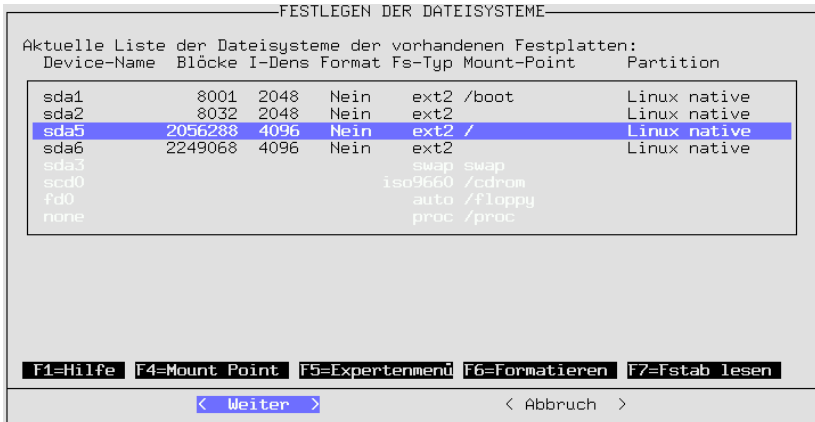 FESTLEGEN DER DATEISYSTEME
Aktuelle Liste der Dateisysteme der vorhandenen Festplatten:
Device-Name Blöcke I-Dens Format Fs-Typ Mount-Point Partition
sda1 8001 2048 Nein ext2 /boot Linux native
sda2 8032 2048 Nein ext2 Linux native
sda5 2056288 4096 Nein ext2 / Linux native
sda6 2249068 4096 Nein ext2 Linux native
sda3 swap swap
scd0 iso9660 /cdrom
fd0 auto /floppy
none proc /proc
F1=Hilfe F4=Mount Point F5=Expertenmenü F6=Formatieren F7=Fstab lesen
< Weiter > < Abbruch >